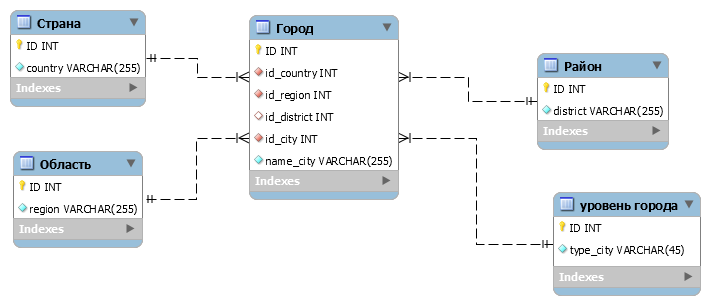 Страна
ID INT
country VARCHAR(255)
Indexes
Город
ID INT
id_country INT
id_region INT
id_district INT
id_city INT
name_city VARCHAR(255)
Indexes
Район
ID INT
district VARCHAR(255)
Indexes
Область
ID INT
region VARCHAR(255)
Indexes
уровень города
ID INT
type_city VARCHAR(45)
Indexes